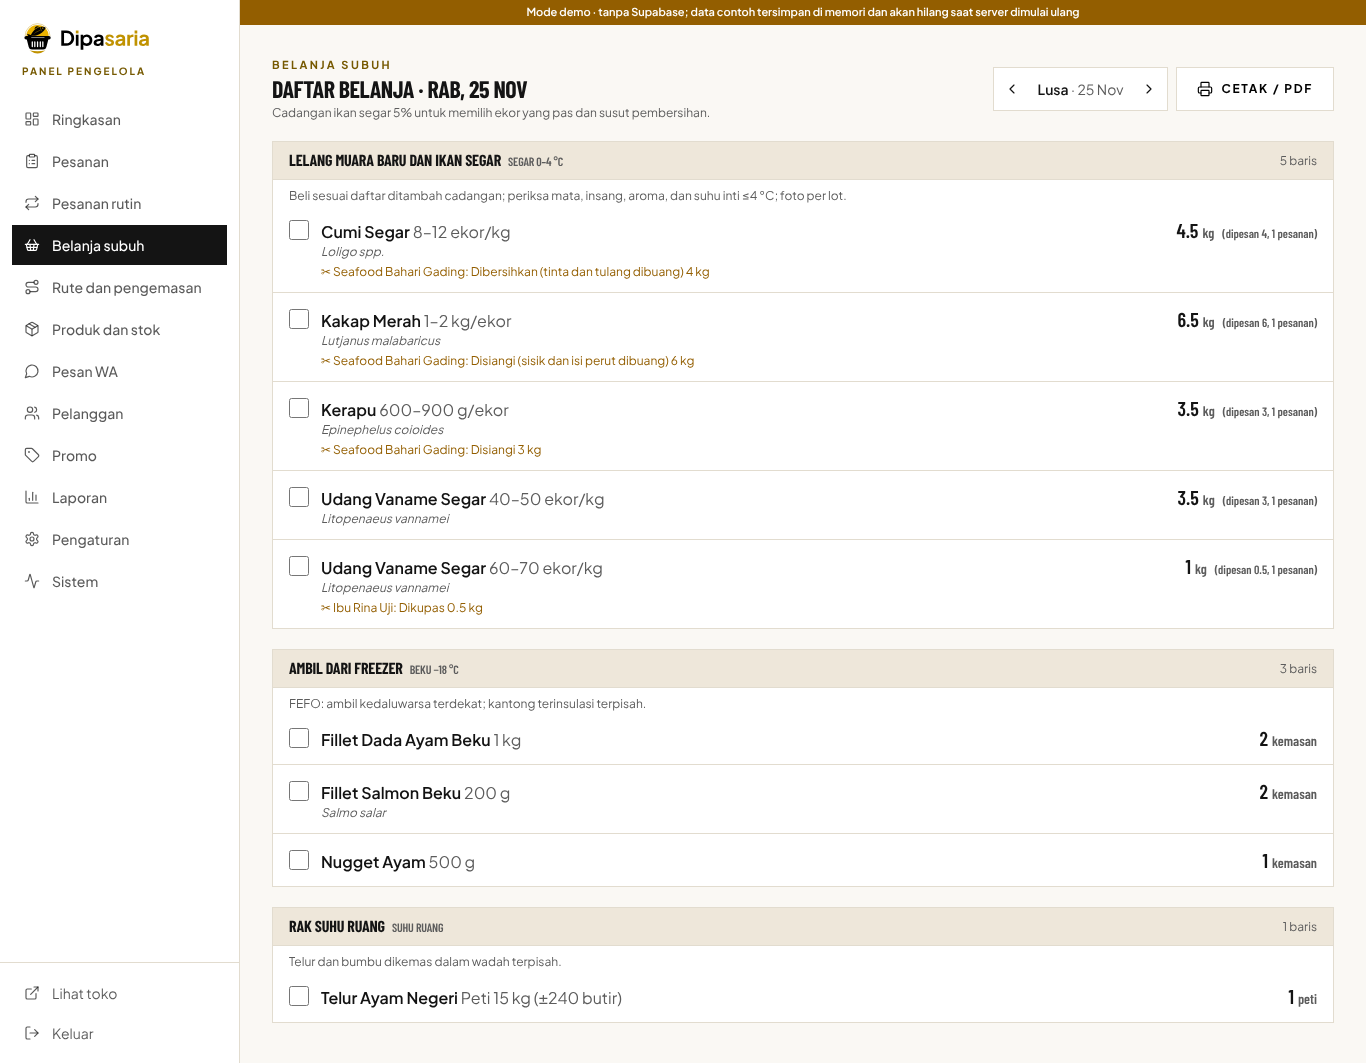 Mode demo · tanpa Supabase; data contoh tersimpan di memori dan akan hilang saat server dimulai ulang
Dipasaria
PANEL PENGELOLA
Ringkasan
Pesanan
Pesanan rutin
Belanja subuh
Rute dan pengemasan
Produk dan stok
Pesan WA
Pelanggan
Promo
Laporan
Pengaturan
Sistem
Lihat toko
Keluar
BELANJA SUBUH
DAFTAR BELANJA · RAB, 25 NOV
Cadangan ikan segar 5% untuk memilih ekor yang pas dan susut pembersihan.
Lusa · 25 Nov
CETAK / PDF
LELANG MUARA BARU DAN IKAN SEGAR SEGAR 0–4 °C 5 baris
Beli sesuai daftar ditambah cadangan; periksa mata, insang, aroma, dan suhu inti ≤4 °C; foto per lot.
Cumi Segar 8–12 ekor/kg 4.5 kg (dipesan 4, 1 pesanan)
Loligo spp.
✂ Seafood Bahari Gading: Dibersihkan (tinta dan tulang dibuang) 4 kg
Kakap Merah 1–2 kg/ekor 6.5 kg (dipesan 6, 1 pesanan)
Lutjanus malabaricus
✂ Seafood Bahari Gading: Disiangi (sisik dan isi perut dibuang) 6 kg
Kerapu 600–900 g/ekor 3.5 kg (dipesan 3, 1 pesanan)
Epinephelus coioides
✂ Seafood Bahari Gading: Disiangi 3 kg
Udang Vaname Segar 40–50 ekor/kg 3.5 kg (dipesan 3, 1 pesanan)
Litopenaeus vannamei
Udang Vaname Segar 60–70 ekor/kg 1 kg (dipesan 0.5, 1 pesanan)
Litopenaeus vannamei
✂ Ibu Rina Uji: Dikupas 0.5 kg
AMBIL DARI FREEZER BEKU −18 °C 3 baris
FEFO: ambil kedaluwarsa terdekat; kantong terinsulasi terpisah.
Fillet Dada Ayam Beku 1 kg 2 kemasan
Fillet Salmon Beku 200 g 2 kemasan
Salmo salar
Nugget Ayam 500 g 1 kemasan
RAK SUHU RUANG SUHU RUANG 1 baris
Telur dan bumbu dikemas dalam wadah terpisah.
Telur Ayam Negeri Peti 15 kg (±240 butir) 1 peti